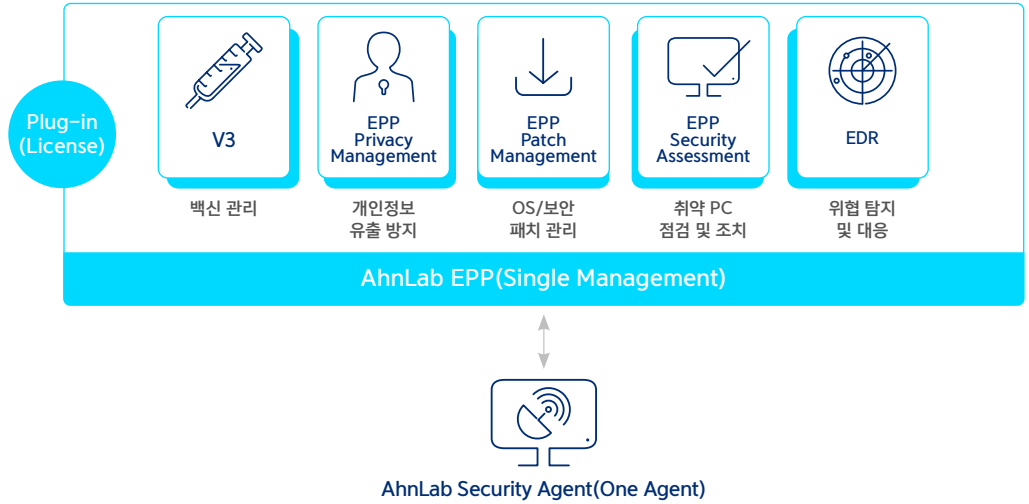 Plug-in
(License)
V3
EPP
Privacy
Management
EPP
Patch
Management
EPP
Security
Assessment
EDR
백신 관리
개인정보
유출 방지
OS/보안
패치 관리
취약 PC
점검 및 조치
위협 탐지
및 대응
AhnLab EPP(Single Management)
AhnLab Security Agent(One Agent)